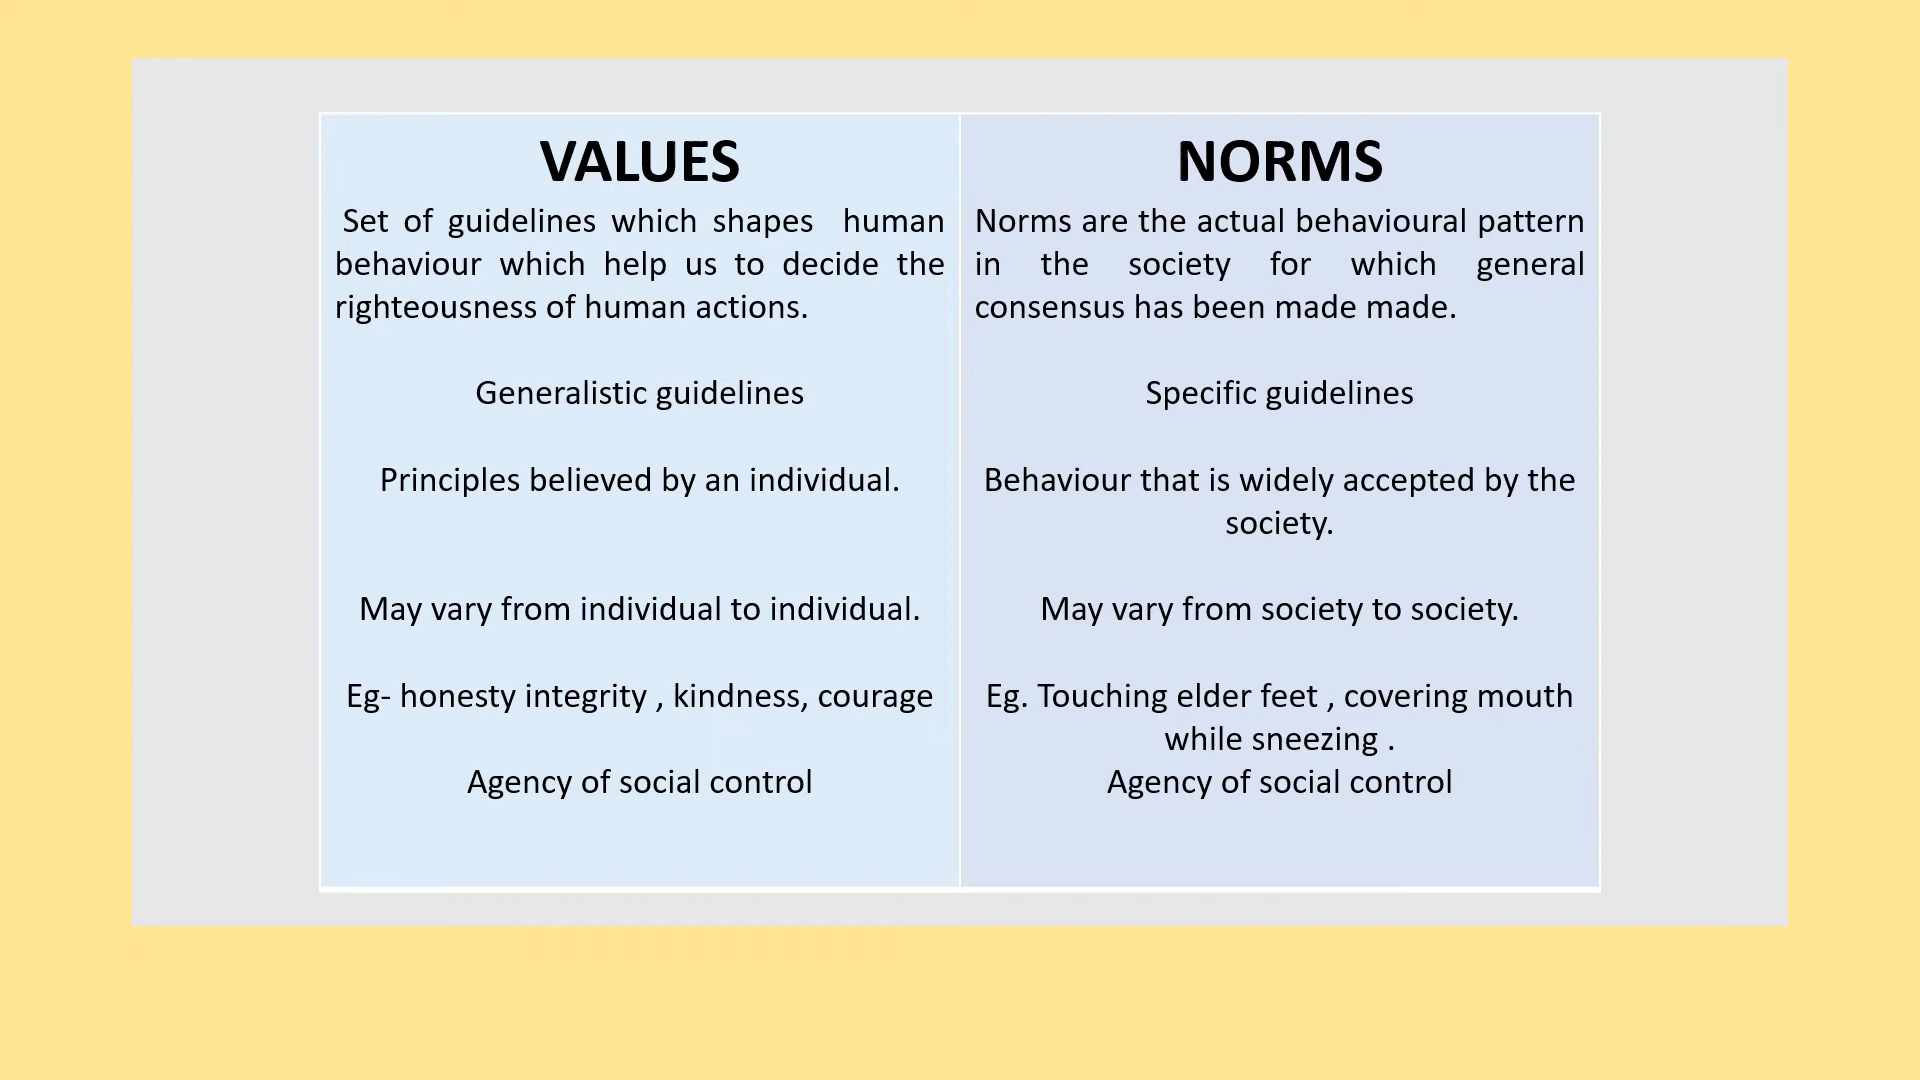 VALUES
Set of guidelines which shapes human
behaviour which help us to decide the
righteousness of human actions.
Generalistic guidelines
Principles believed by an individual.
May vary from individual to individual.
Eg- honesty integrity , kindness, courage
Agency of social control
NORMS
Norms are the actual behavioural pattern
in the society for which general
consensus has been made made.
Specific guidelines
Behaviour that is widely accepted by the
society.
May vary from society to society.
Eg. Touching elder feet , covering mouth
while sneezing .
Agency of social control